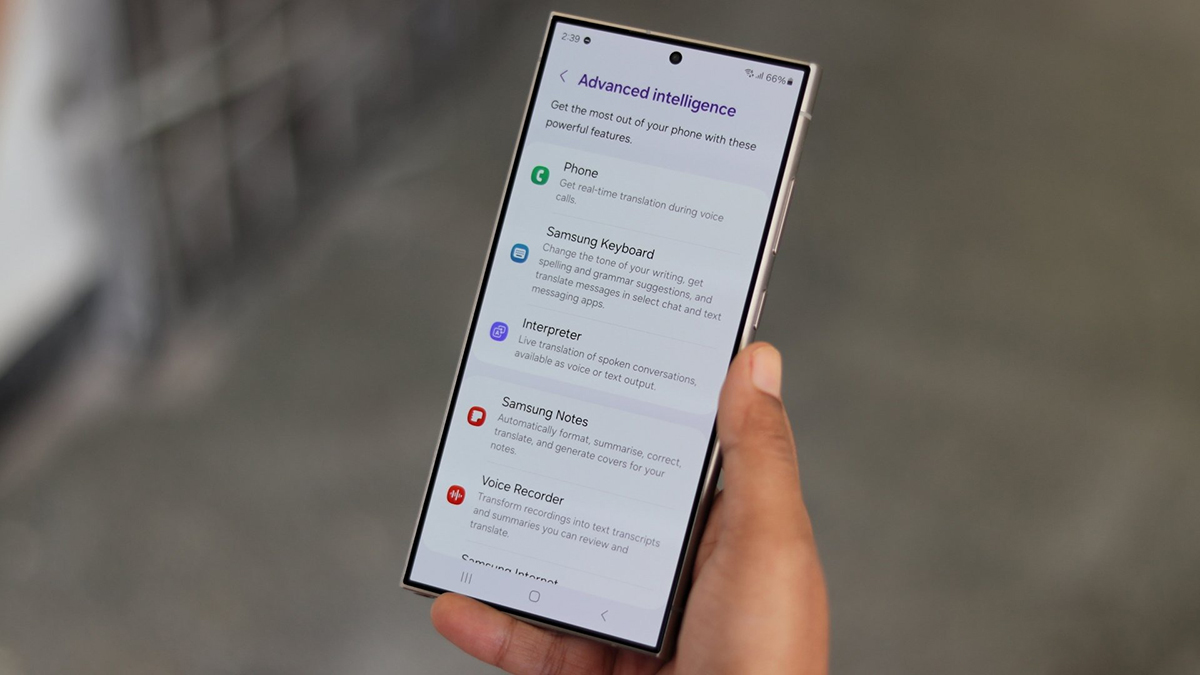 2:39
66%
Advanced intelligence
Get the most out of your phone with these
powerful features.
Phone
Get real-time translation during voice
calls.
Samsung Keyboard
Change the tone of your writing, get
spelling and grammar suggestions, and
translate messages in select chat and text
messaging apps.
Interpreter
Live translation of spoken conversations,
available as voice or text output.
Samsung Notes
Automatically format, summarise, correct,
translate, and generate covers for your
notes.
Voice Recorder
Transform recordings into text transcripts
and summaries you can review and
translate.
Samsung Internet